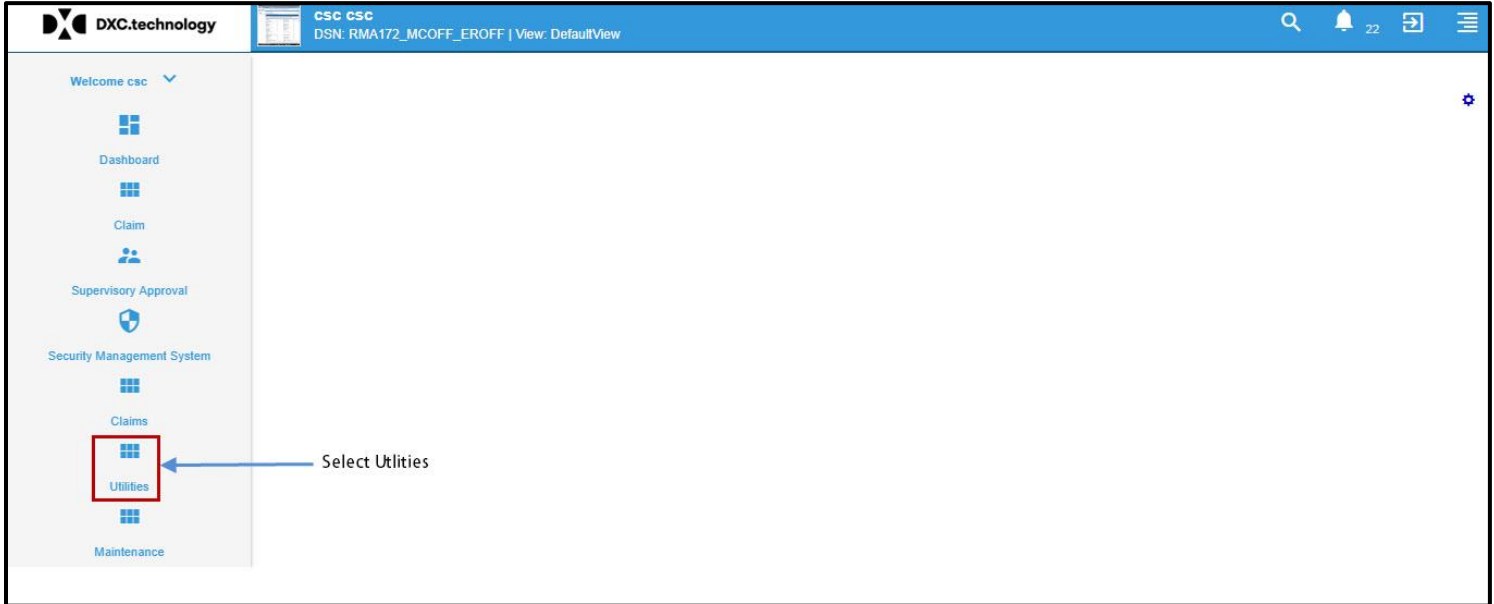 DXC.technology
csc csc
DSN: RMA172_MCOFF_EROFF | View: DefaultView
22
Welcome csc
Dashboard
Claim
Supervisory Approval
Security Management System
Claims
Select Utlities
Utilities
Maintenance